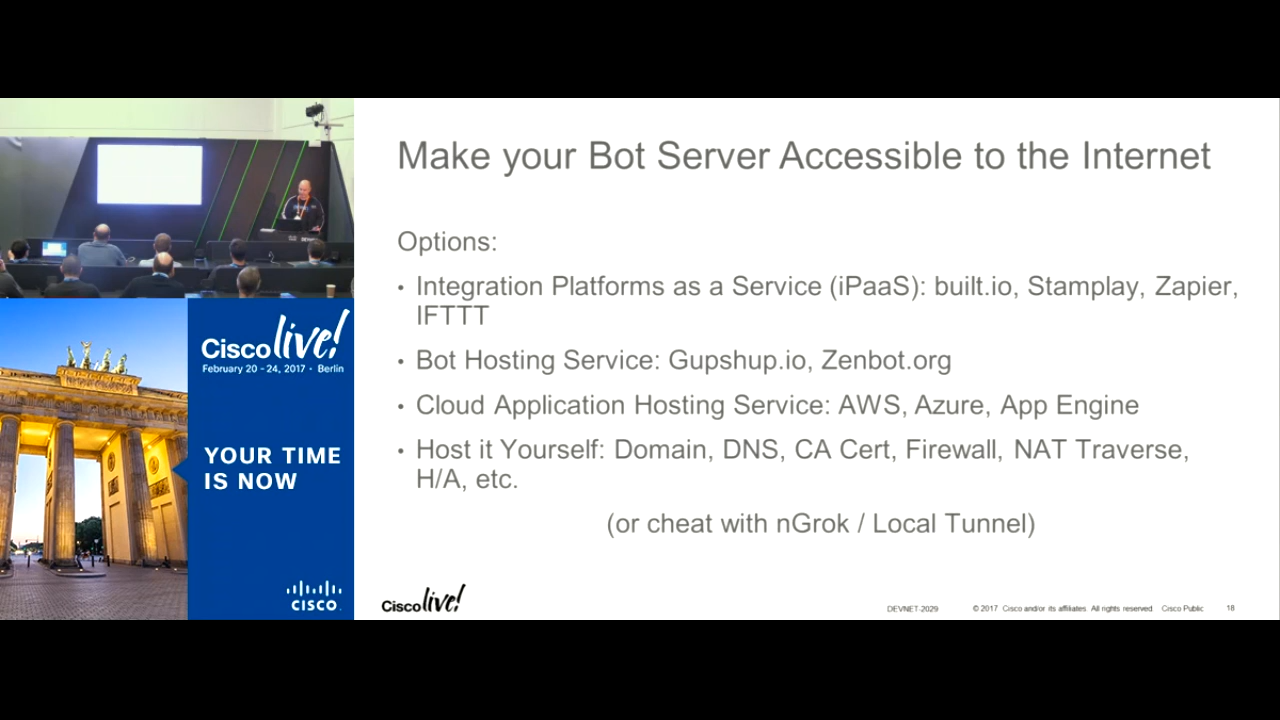 Make your Bot Server Accessible to the Internet
Options:
• Integration Platforms as a Service (iPaaS): built.io, Stamplay, Zapier,
IFTTT
• Bot Hosting Service: Gupshup.io, Zenbot.org
• Cloud Application Hosting Service: AWS, Azure, App Engine
• Host it Yourself: Domain, DNS, CA Cert, Firewall, NAT Traverse,
H/A, etc.
(or cheat with nGrok / Local Tunnel)
Cisco live!
February 20 - 24, 2017 • Berlin
YOUR TIME
IS NOW
CISCO.
Cisco live!
DEVNET-2029 © 2017 Cisco and/or its affiliates. All rights reserved. Cisco Public 18